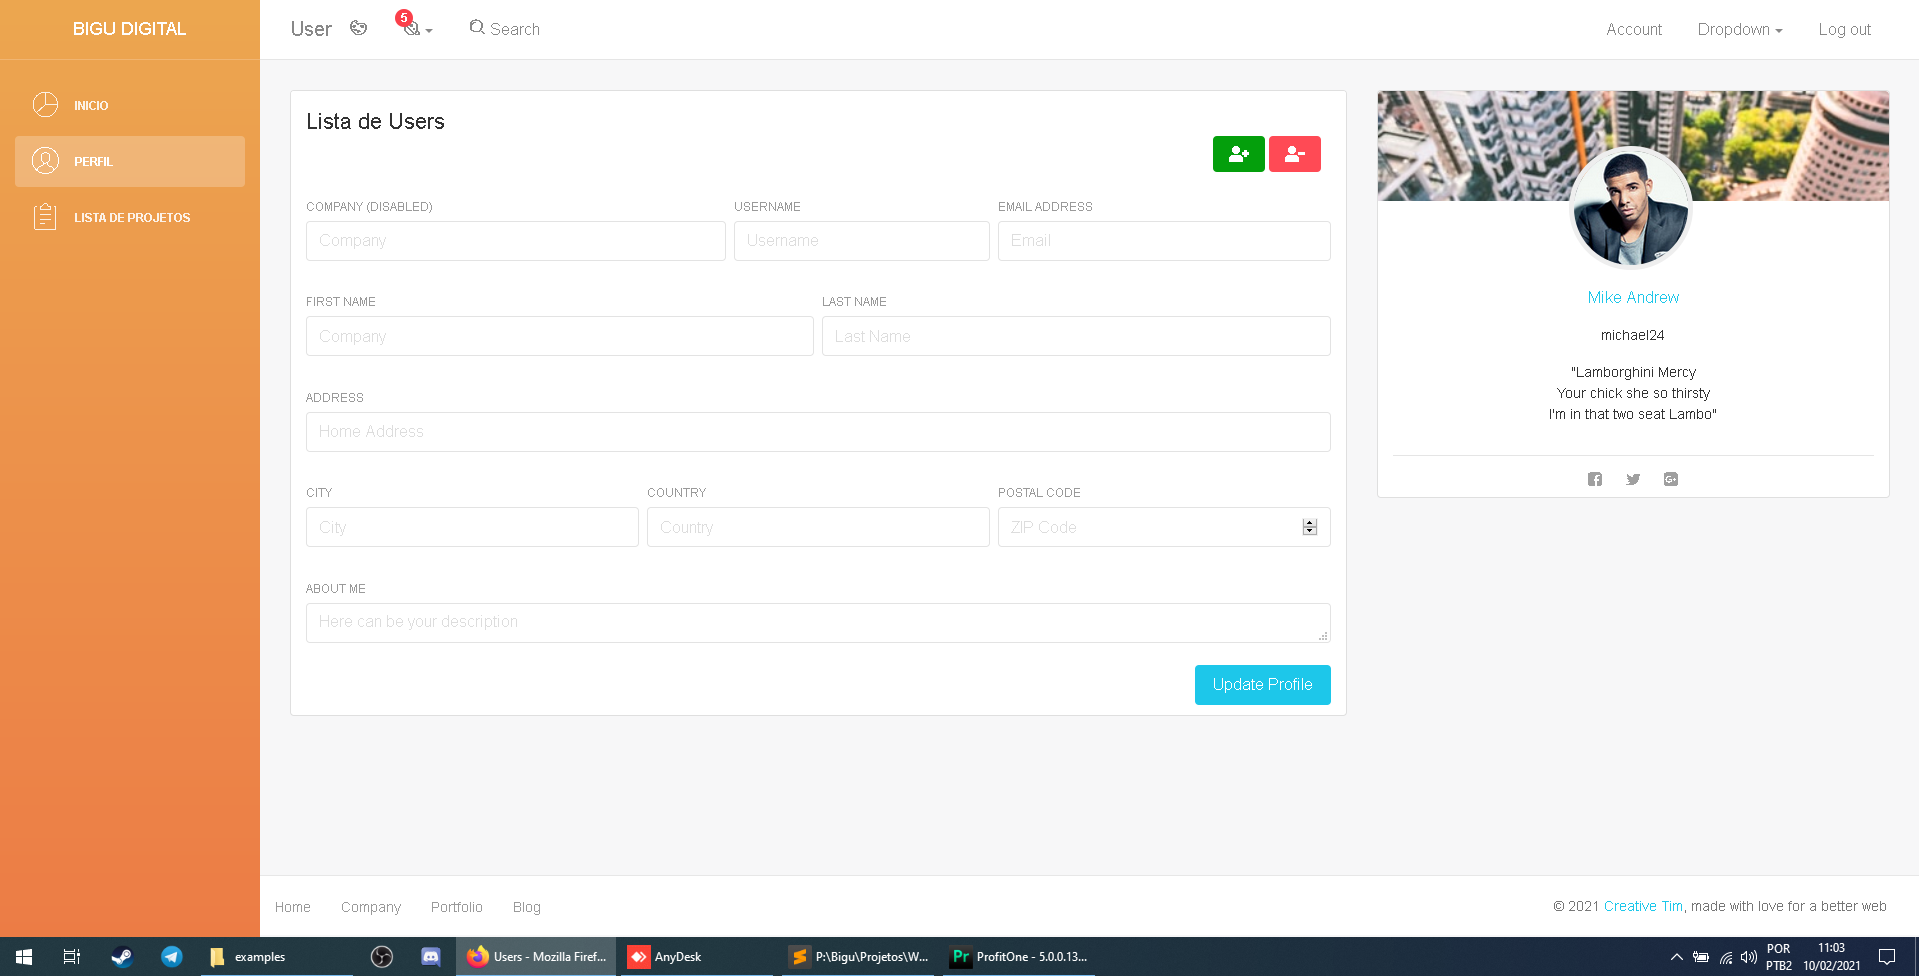 BIGU DIGITAL
INICIO
PERFIL
LISTA DE PROJETOS
User
5
Search
Account
Dropdown
Log out
Lista de Users
COMPANY (DISABLED)
USERNAME
EMAIL ADDRESS
Company
Username
Email
FIRST NAME
LAST NAME
Company
Last Name
ADDRESS
Home Address
CITY
COUNTRY
POSTAL CODE
City
Country
ZIP Code
ABOUT ME
Here can be your description
Update Profile
Mike Andrew
michael24
"Lamborghini Mercy
Your chick she so thirsty
I'm in that two seat Lambo"
Home
Company
Portfolio
Blog
© 2021 Creative Tim, made with love for a better web
examples
Users - Mozilla Firef...
AnyDesk
P:\Bigu\Projetos\W...
Pr
ProfitOne - 5.0.0.13...
POR
PTB2
11:03
10/02/2021